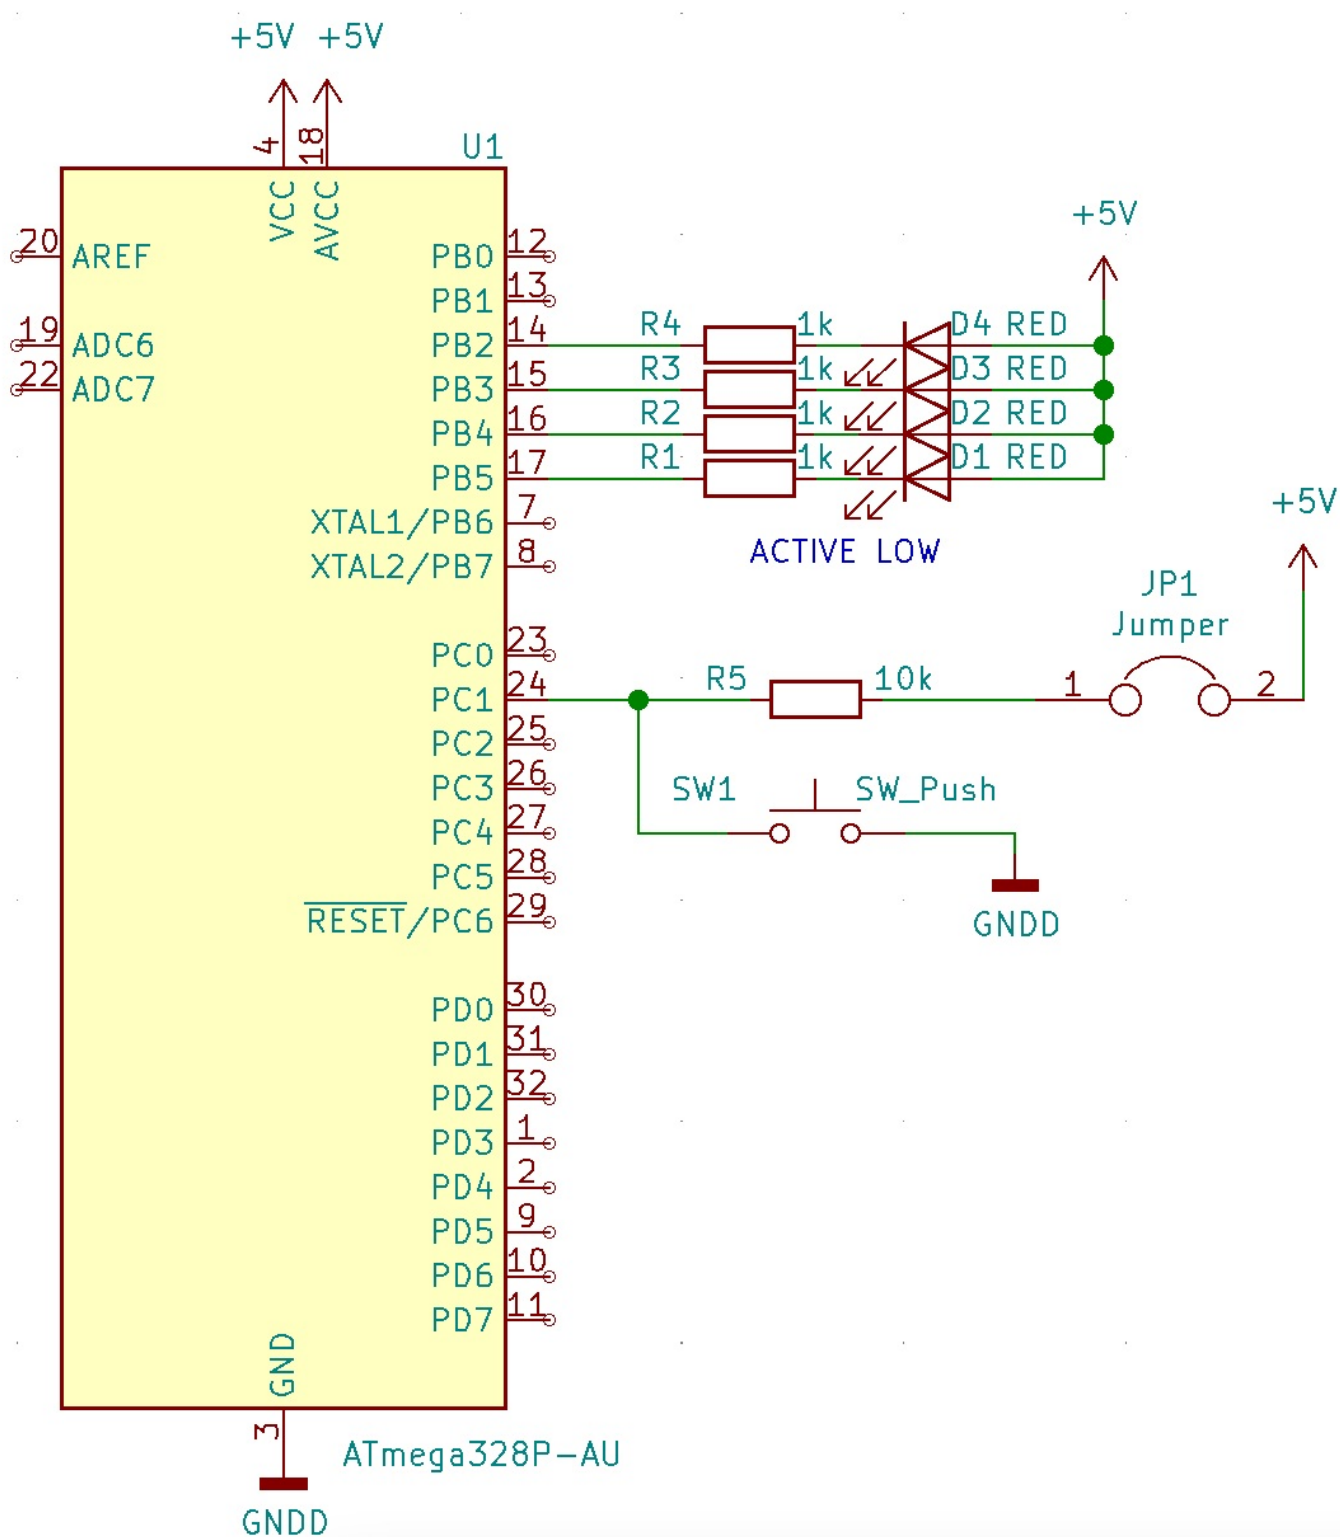 +5V +5V
4 18 U1
VCC AVCC
+5V
20 AREF PB0 12
PB1 13
19 ADC6 PB2 14 R4 1k D4 RED
22 ADC7 PB3 15 R3 1k D3 RED
PB4 16 R2 1k D2 RED
PB5 17 R1 1k D1 RED
XTAL1/PB6 7 +5V
XTAL2/PB7 8 ACTIVE LOW
JP1
Jumper
PC0 23
PC1 24 R5 10k 1 2
PC2 25
PC3 26 SW1 SW_Push
PC4 27
PC5 28
RESET/PC6 29 GNDD
PD0 30
PD1 31
PD2 32
PD3 1
PD4 2
PD5 9
PD6 10
PD7 11
GND
3
ATmega328P-AU
GNDD